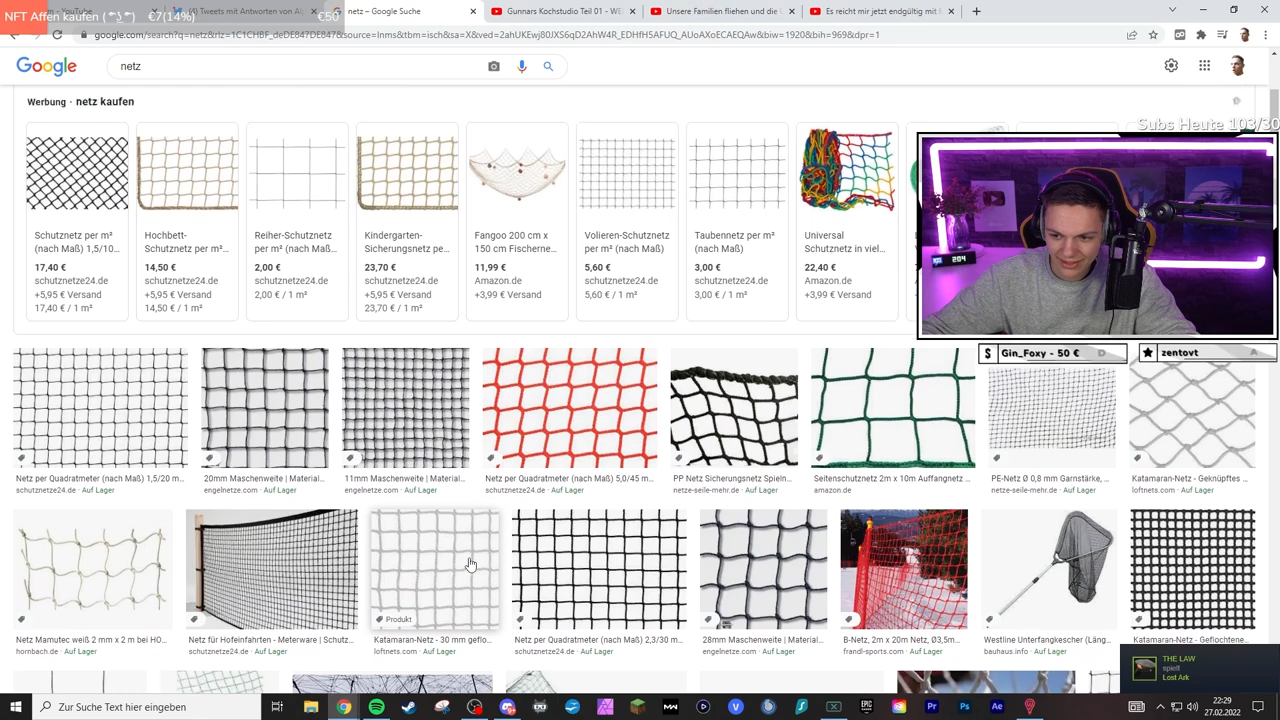 NFT Affen kaufen ( ͡° ͜ʖ ͡°) €7(14%) €50
(4) Tweets mit Antworten von Al
netz – Google Suche
Gunnars Kochstudio Teil 01 - WE
Unsere Familien fliehen und die U
Es reicht mir jetzt endgültig mit R
google.com/search?q=netz&rlz=1C1CHBF_deDE847DE847&source=lnms&tbm=isch&sa=X&ved=2ahUKEwj80JXS6qD2AhW4R_EDHfH5AFUQ_AUoAXoECAEQAw&biw=1920&bih=969&dpr=1
Google
netz
Werbung · netz kaufen
Subs Heute 103/30
Schutznetz per m² (nach Maß) 1,5/10...
17,40 €
schutznetze24.de
+5,95 € Versand
17,40 € / 1 m²
Hochbett-Schutznetz per m²...
14,50 €
schutznetze24.de
+5,95 € Versand
14,50 € / 1 m²
Reiher-Schutznetz per m² (nach Maß...
2,00 €
schutznetze24.de
2,00 € / 1 m²
Kindergarten-Sicherungsnetz pe...
23,70 €
schutznetze24.de
+5,95 € Versand
23,70 € / 1 m²
Fangoo 200 cm x 150 cm Fischerne...
11,99 €
Amazon.de
+3,99 € Versand
Volieren-Schutznetz per m² (nach Maß)
5,60 €
schutznetze24.de
5,60 € / 1 m²
Taubennetz per m² (nach Maß)
3,00 €
schutznetze24.de
3,00 € / 1 m²
Universal Schutznetz in viel...
22,40 €
Amazon.de
+3,99 € Versand
204
$ Gin_Foxy - 50 €
zentovt
Netz per Quadratmeter (nach Maß) 1,5/20 m...
schutznetze24.de · Auf Lager
20mm Maschenweite | Material...
engelnetze.com · Auf Lager
11mm Maschenweite | Material...
engelnetze.com · Auf Lager
Netz per Quadratmeter (nach Maß) 5,0/45 m...
schutznetze24.de · Auf Lager
PP Netz Sicherungsnetz Spieln...
netze-seile-mehr.de · Auf Lager
Seitenschutznetz 2m x 10m Auffangnetz ...
amazon.de
PE-Netz Ø 0,8 mm Garnstärke, ...
netze-seile-mehr.de · Auf Lager
Katamaran-Netz - Geknüpftes ...
loftnets.com · Auf Lager
Produkt
Netz Mamutec weiß 2 mm x 2 m bei HO...
hornbach.de · Auf Lager
Netz für Hofeinfahrten - Meterware | Schutz...
schutznetze24.de · Auf Lager
Katamaran-Netz - 30 mm geflo...
loftnets.com · Auf Lager
Netz per Quadratmeter (nach Maß) 2,3/30 m...
schutznetze24.de · Auf Lager
28mm Maschenweite | Material...
engelnetze.com · Auf Lager
B-Netz, 2m x 20m Netz, Ø3,5m...
frandl-sports.com · Auf Lager
Westline Unterfangkescher (Läng...
bauhaus.info · Auf Lager
Katamaran-Netz - Geflochtene...
loftnets.com · Auf Lager
THE LAW
spielt
Lost Ark
Zur Suche Text hier eingeben
EPIC GAMES
Pr
Ps
Ae
22:29
27.02.2022